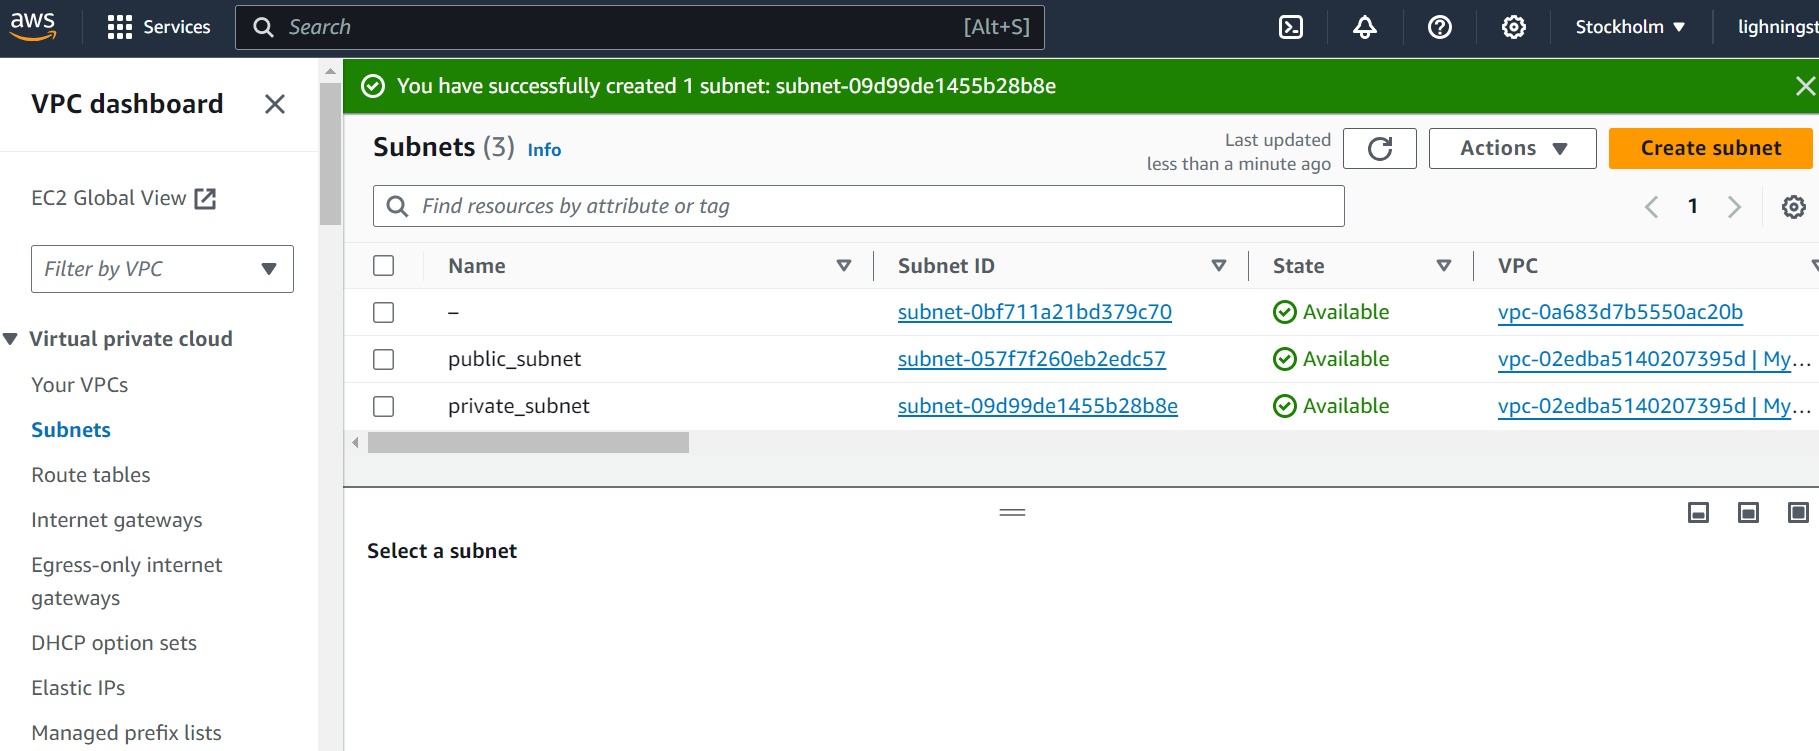 aws
Services
Search
[Alt+S]
Stockholm
lighningst
VPC dashboard
EC2 Global View
Filter by VPC
Virtual private cloud
Your VPCs
Subnets
Route tables
Internet gateways
Egress-only internet
gateways
DHCP option sets
Elastic IPs
Managed prefix lists
You have successfully created 1 subnet: subnet-09d99de1455b28b8e
Subnets (3) Info
Last updated
less than a minute ago
Actions
Create subnet
Find resources by attribute or tag
1
Name Subnet ID State VPC
– subnet-0bf711a21bd379c70 Available vpc-0a683d7b5550ac20b
public_subnet subnet-057f7f260eb2edc57 Available vpc-02edba5140207395d | My...
private_subnet subnet-09d99de1455b28b8e Available vpc-02edba5140207395d | My...
Select a subnet